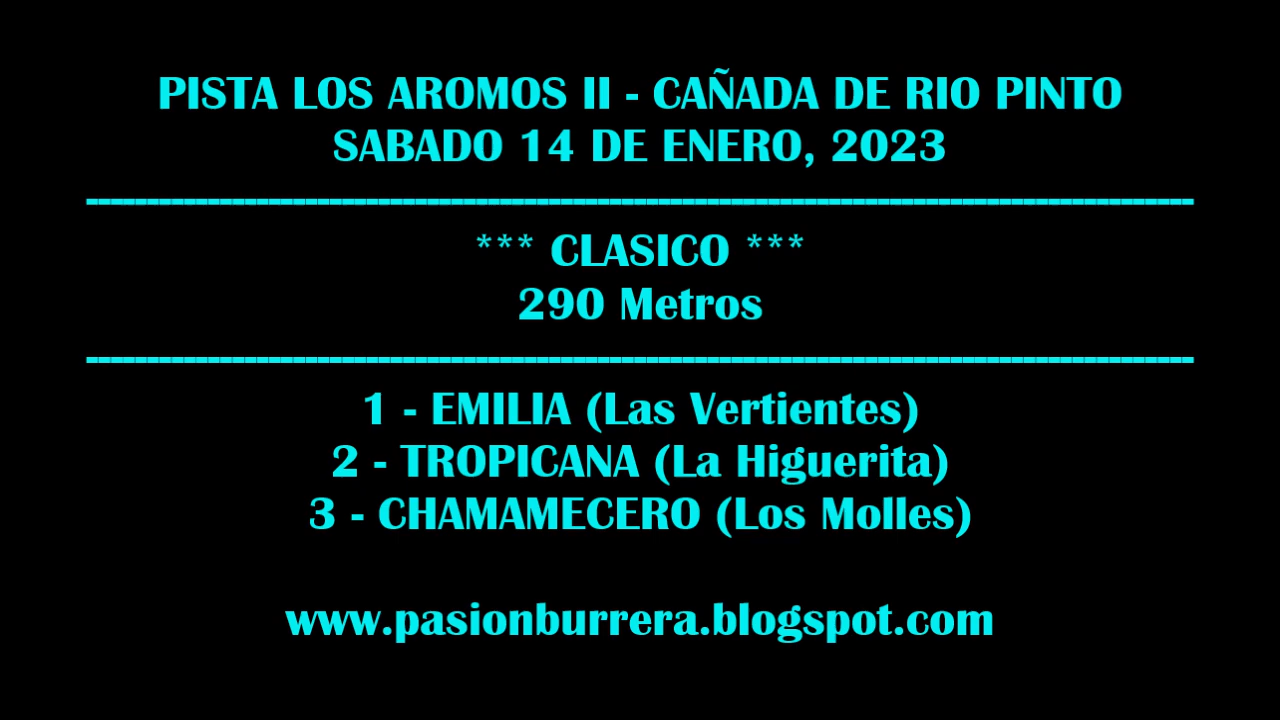 PISTA LOS AROMOS II - CAÑADA DE RIO PINTO
SABADO 14 DE ENERO, 2023
*** CLASICO ***
290 Metros
1 - EMILIA (Las Vertientes)
2 - TROPICANA (La Higuerita)
3 - CHAMAMECERO (Los Molles)
www.pasionburrera.blogspot.com